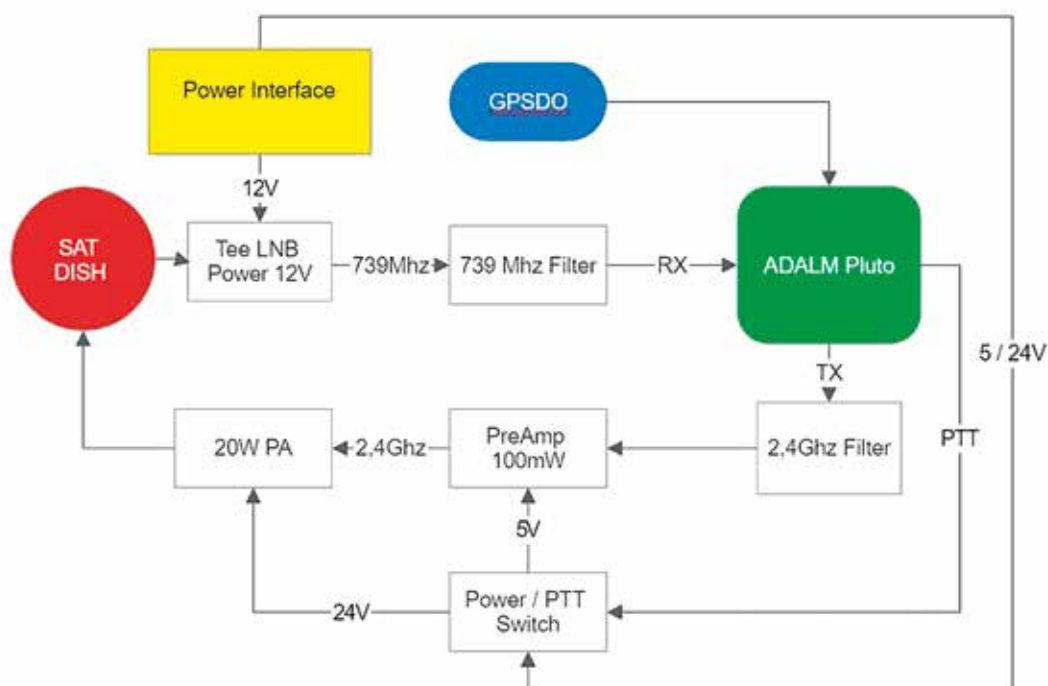 Power Interface
GPSDO
12V
SAT
DISH
Tee LNB
Power 12V
739Mhz
739 Mhz Filter
RX
ADALM Pluto
5 / 24V
TX
20W PA
2,4Ghz
PreAmp
100mW
2,4Ghz Filter
PTT
5V
24V
Power / PTT
Switch